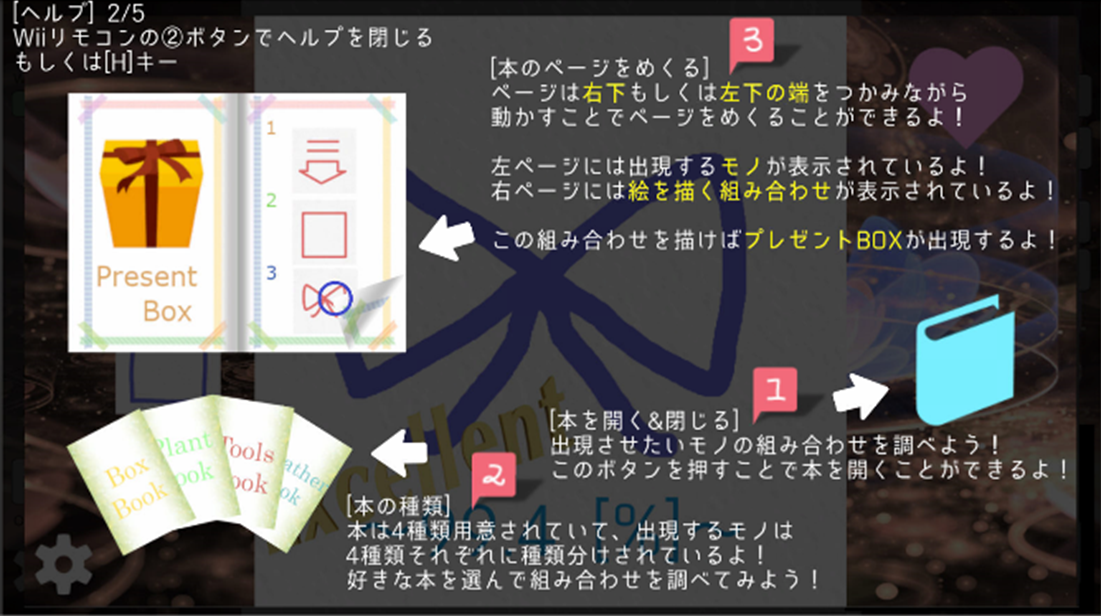 [ヘルプ] 2/5
Wiiリモコンの②ボタンでヘルプを閉じる
もしくは[H]キー
3
[本のページをめくる]
ページは右下もしくは左下の端をつかみながら
動かすことでページをめくることができるよ！
左ページには出現するモノが表示されているよ！
右ページには絵を描く組み合わせが表示されているよ！
この組み合わせを描けばプレゼントBOXが出現するよ！
Present
Box
1
2
3
1
[本を開く&閉じる]
出現させたいモノの組み合わせを調べよう！
このボタンを押すことで本を開くことができるよ！
2
[本の種類]
本は4種類用意されていて、出現するモノは
4種類それぞれに種類分けされているよ！
好きな本を選んで組み合わせを調べてみよう！
Box
Book
Plant
ook
Tools
ook
ather
ok
Excellent
.4 [%]~